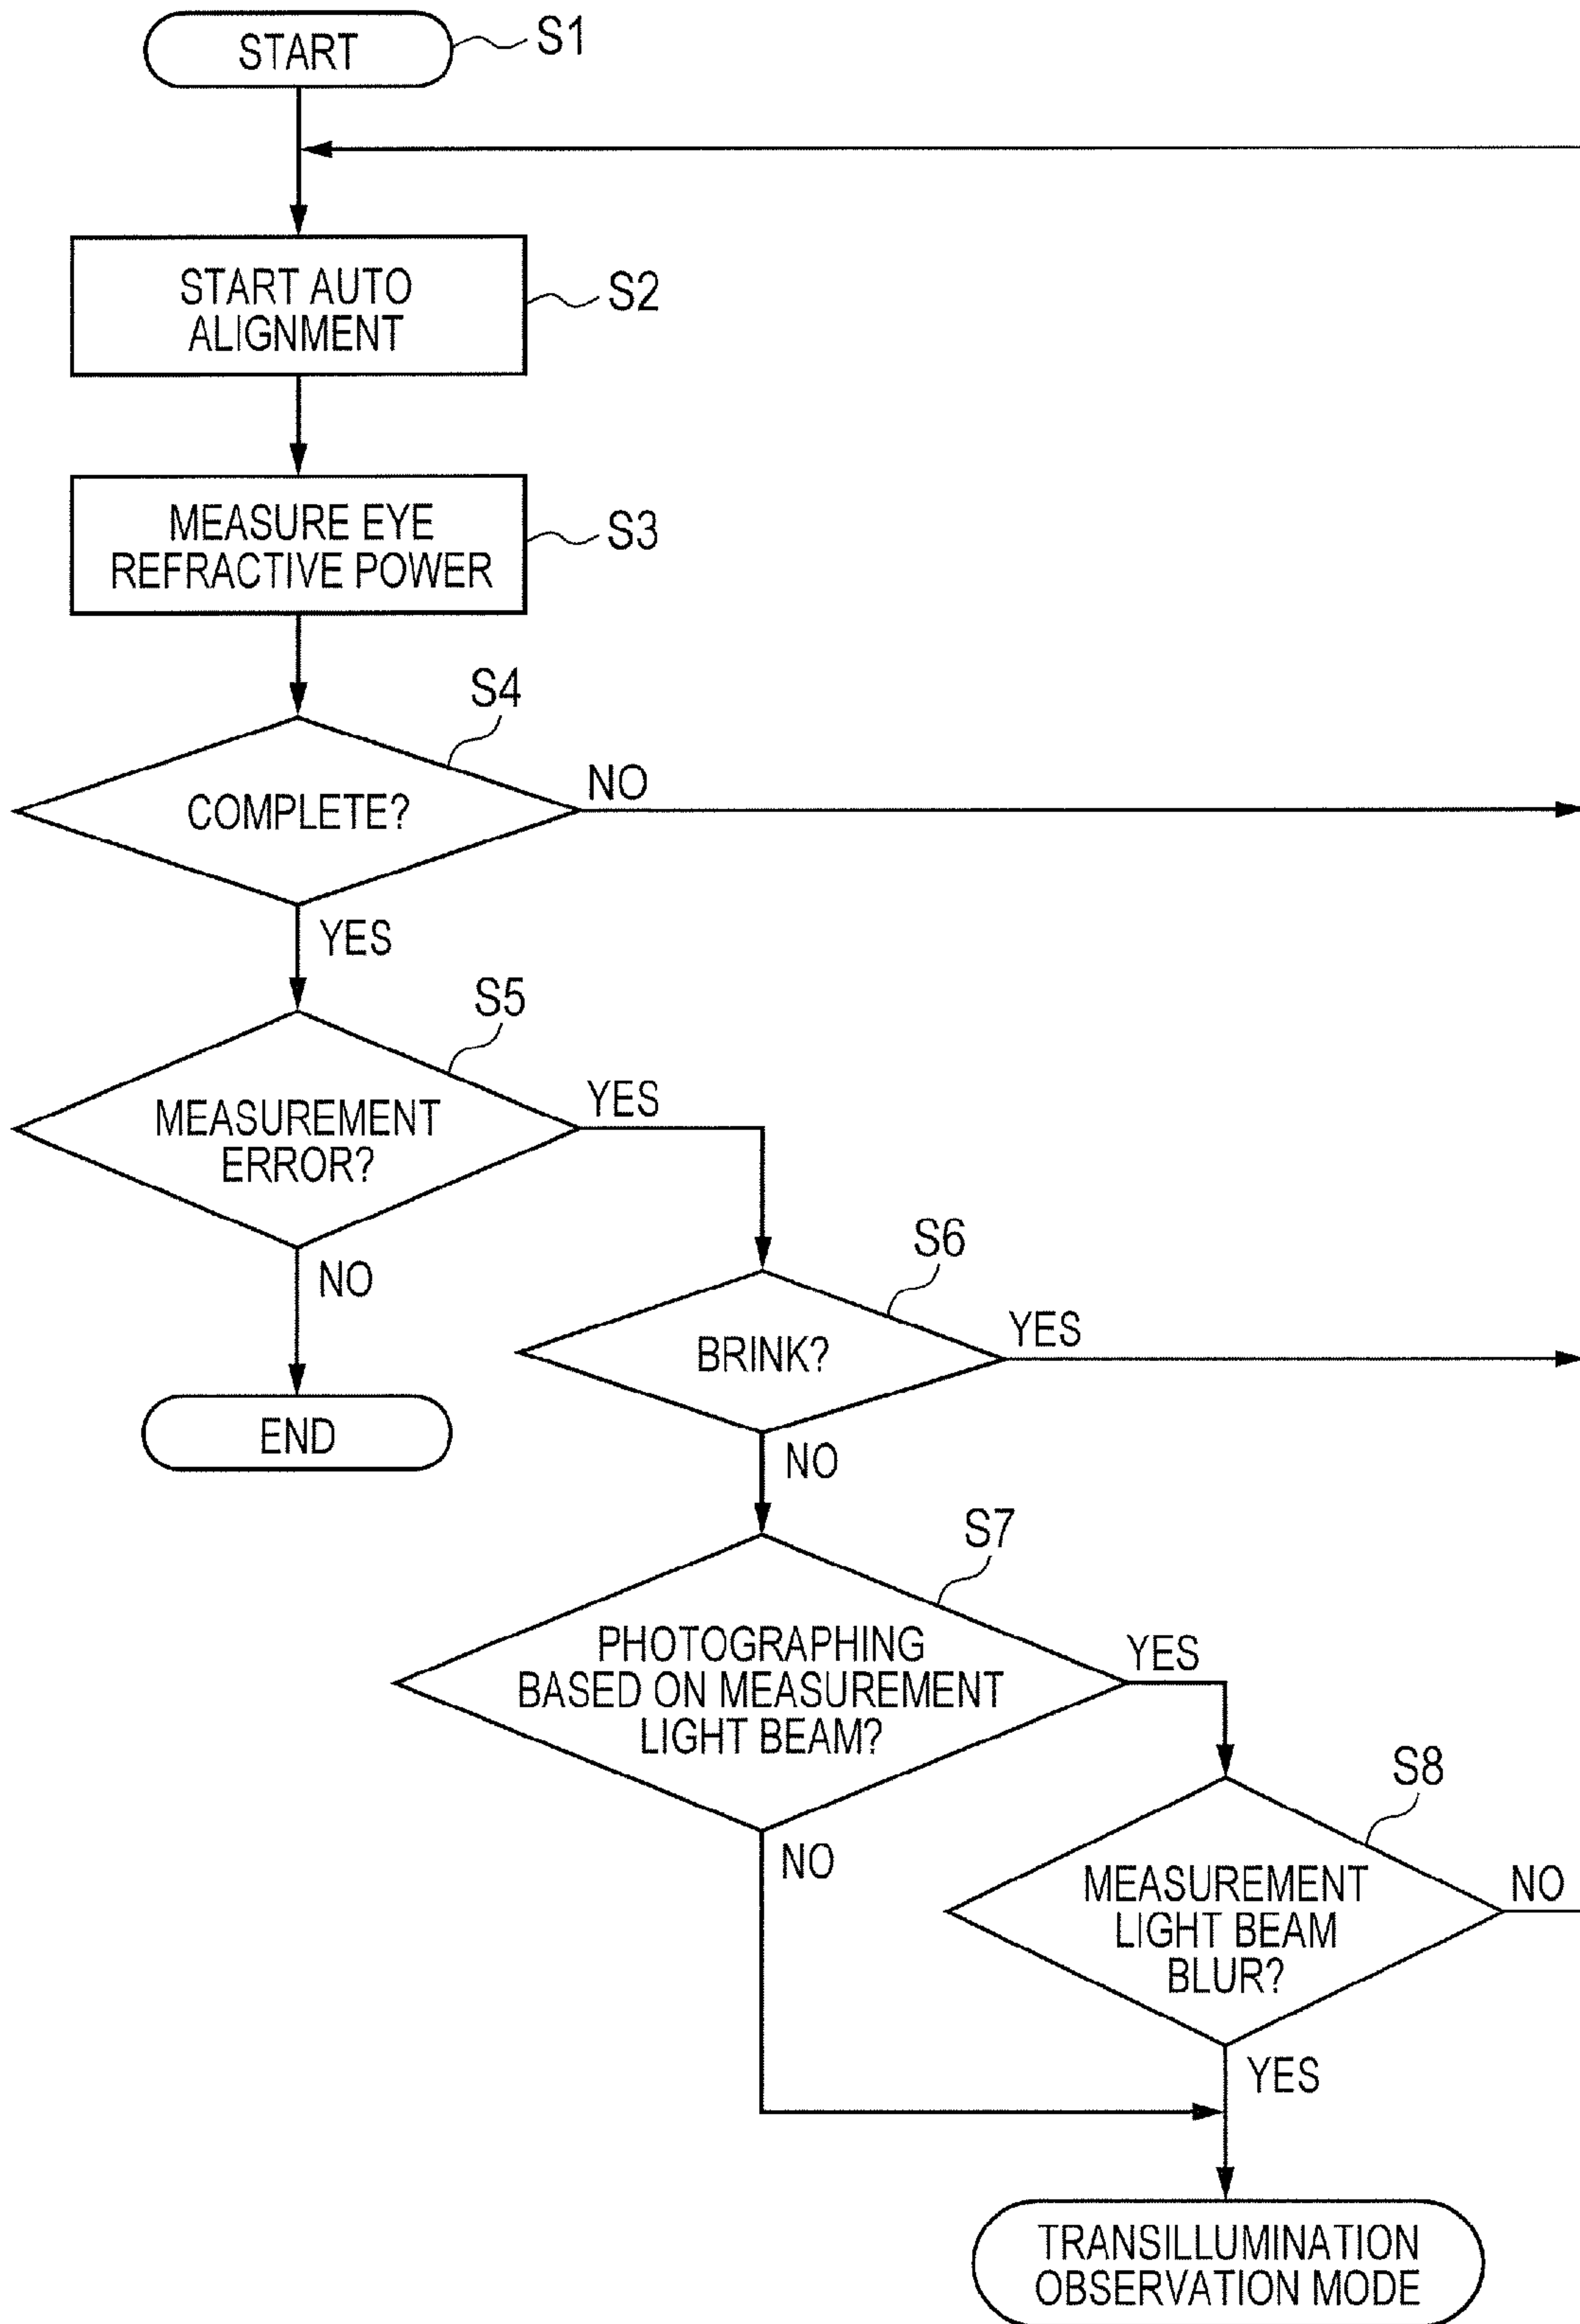 START
S1
START AUTO
ALIGNMENT
S2
MEASURE EYE
REFRACTIVE POWER
S3
S4
COMPLETE?
NO
YES
S5
MEASUREMENT
ERROR?
YES
NO
S6
BRINK?
YES
END
NO
S7
PHOTOGRAPHING
BASED ON MEASUREMENT
LIGHT BEAM?
YES
NO
S8
MEASUREMENT
LIGHT BEAM
BLUR?
NO
YES
TRANSILLUMINATION
OBSERVATION MODE